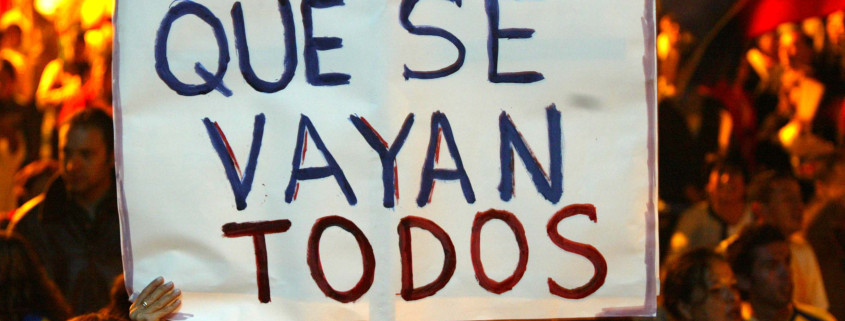 QUE SE
VAYAN
TODOS